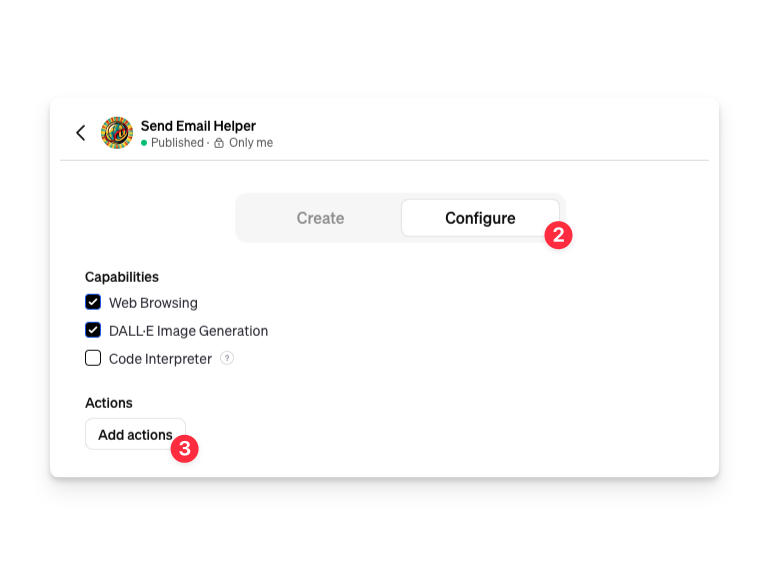 Send Email Helper
Published · Only me
Create
Configure
2
Capabilities
Web Browsing
DALL·E Image Generation
Code Interpreter ?
Actions
Add actions
3